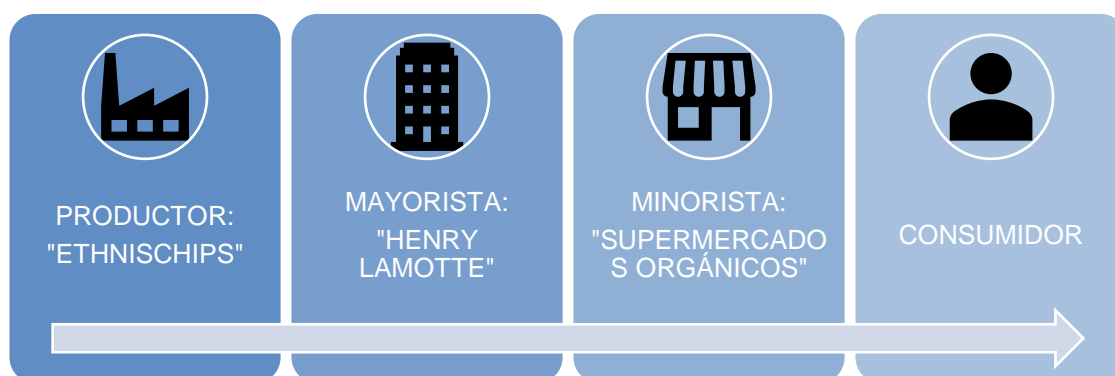 PRODUCTOR:
"ETHNISCHIPS"
MAYORISTA:
"HENRY
LAMOTTE"
MINORISTA:
"SUPERMERCADO
S ORGÁNICOS"
CONSUMIDOR